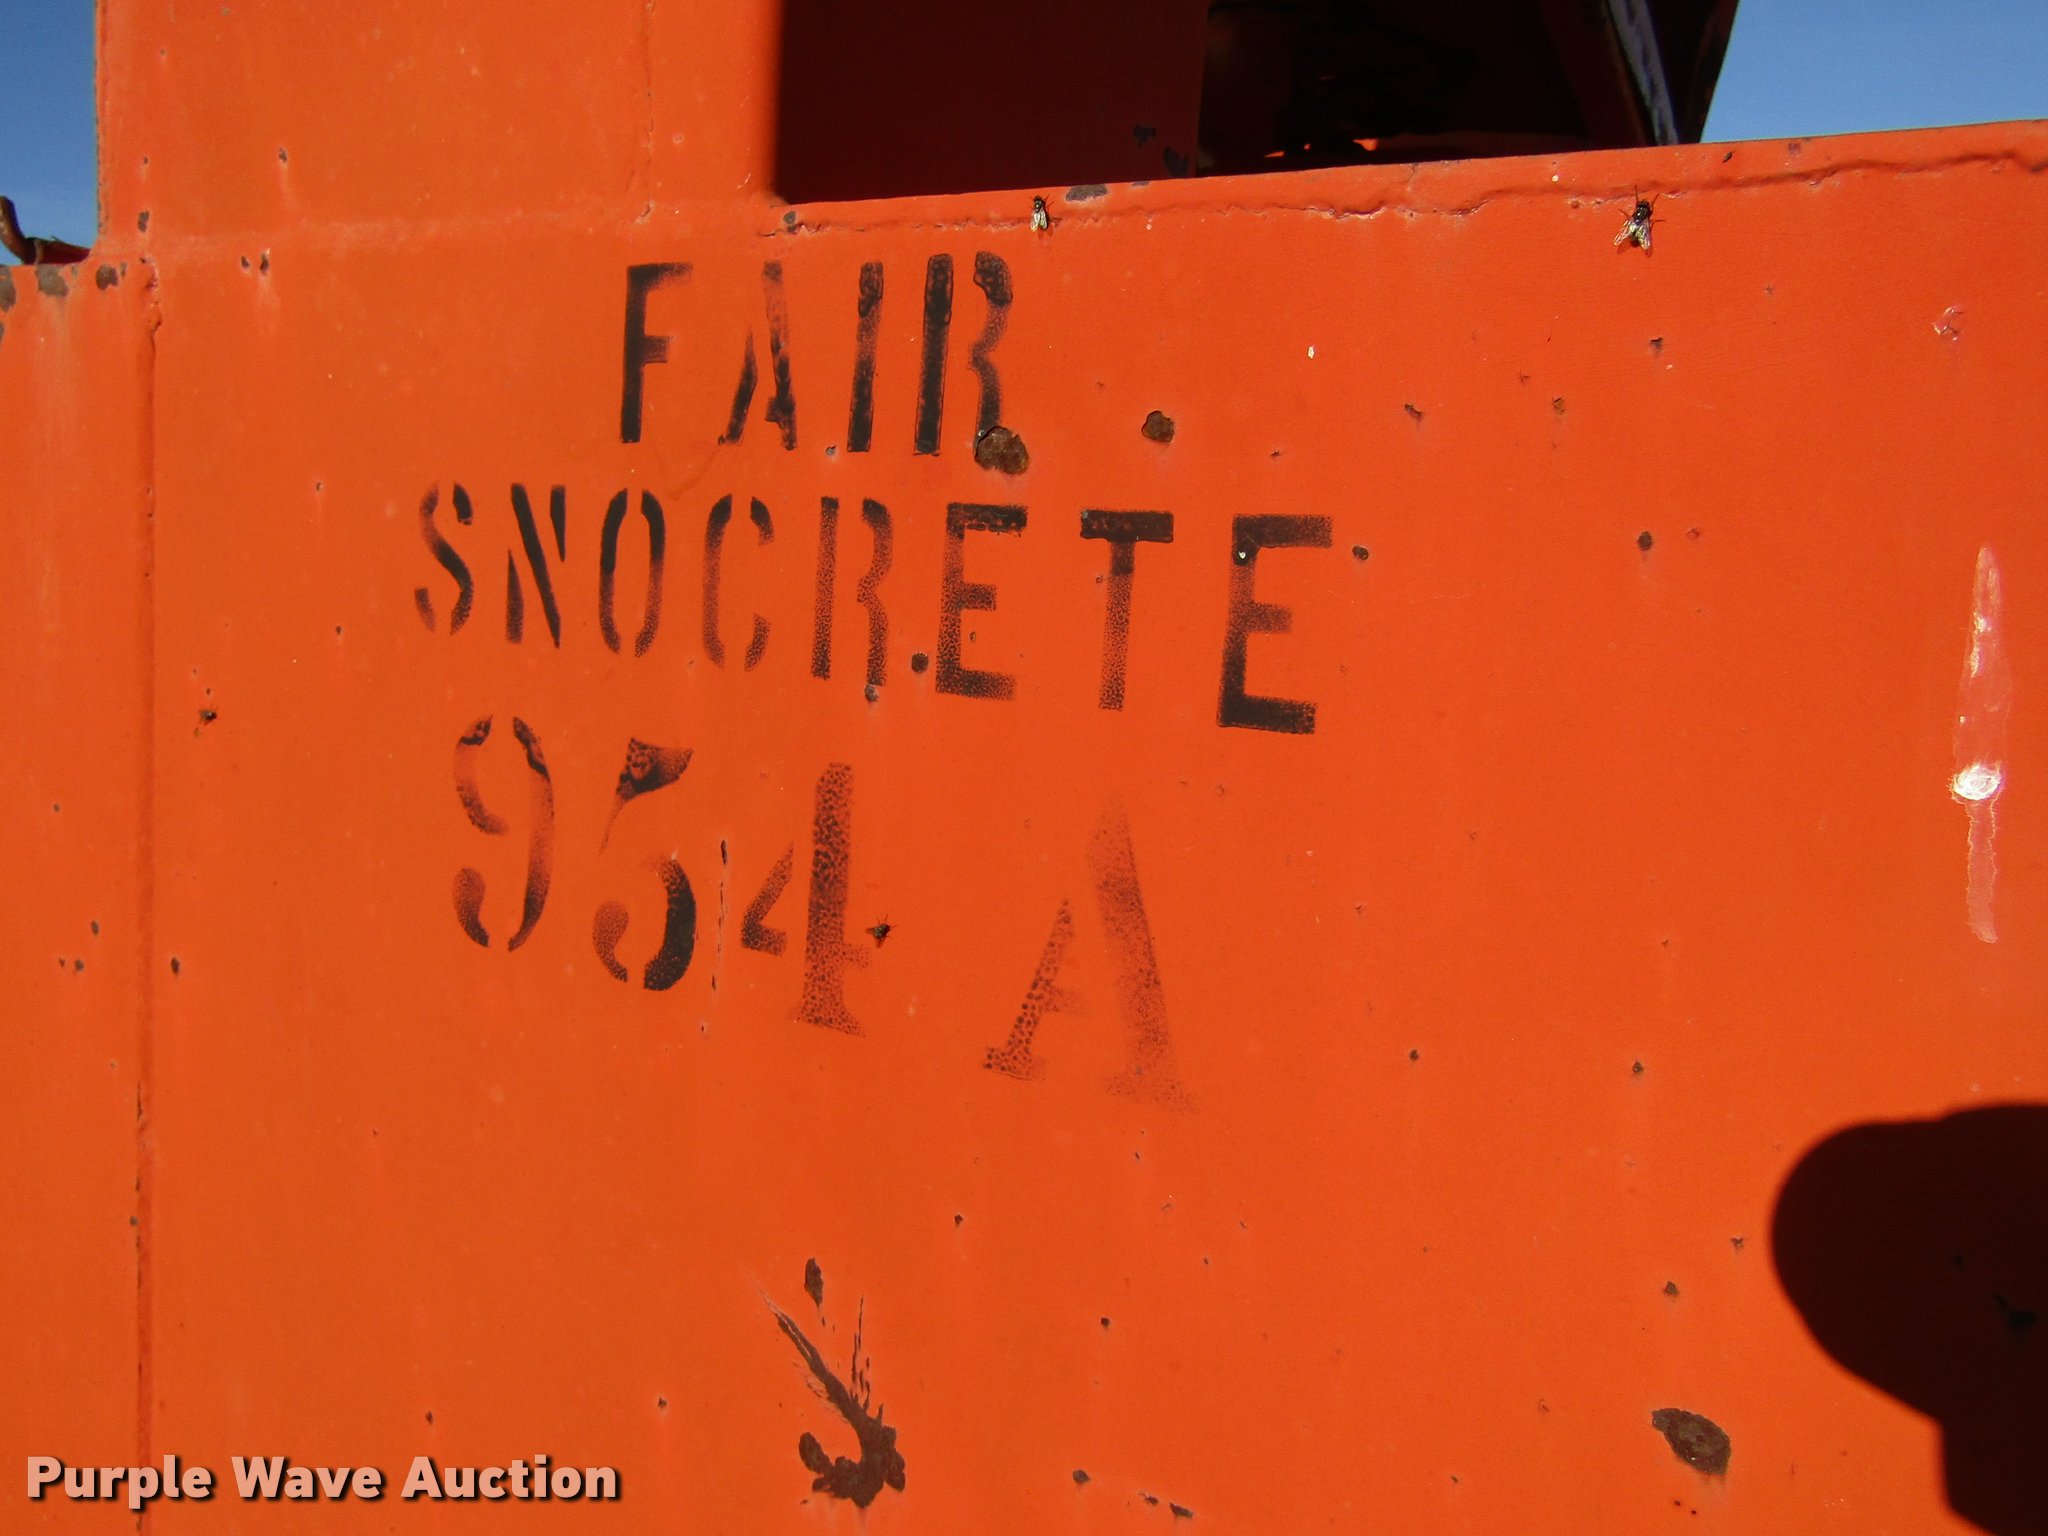 FAIR
SNOCRETE
954 A
Purple Wave Auction